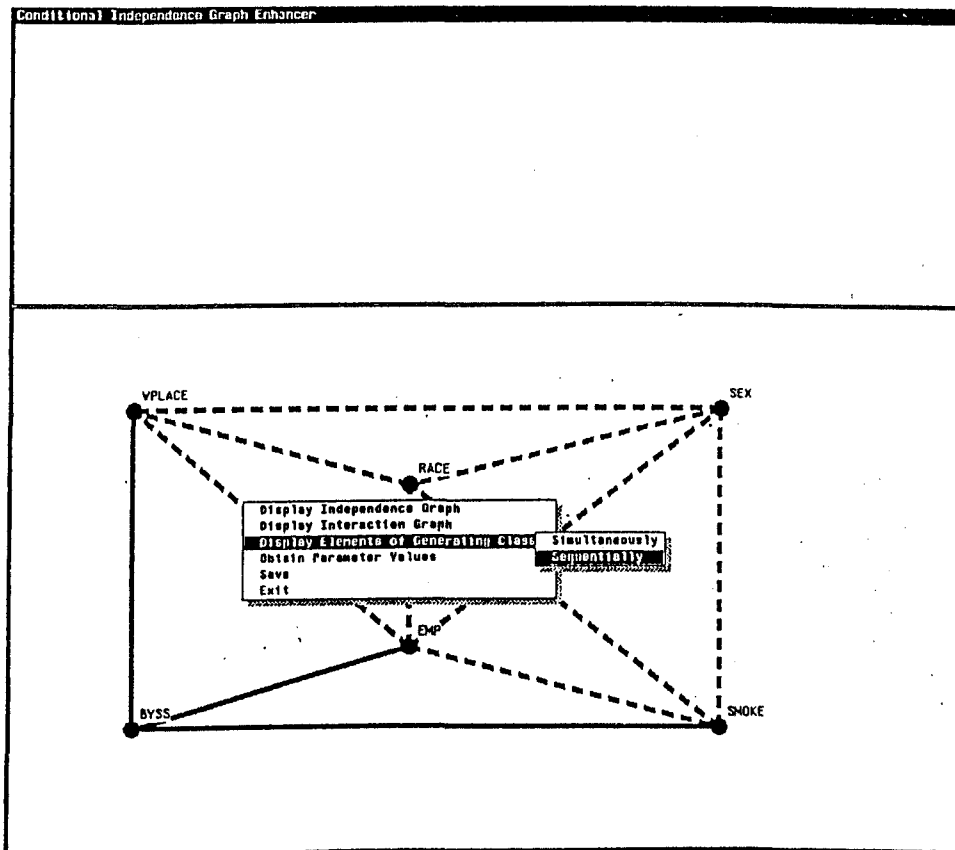 Conditional Independence Graph Enhancer
WPLACE
SEX
RACE
Display Independence Graph
Display Interaction Graph
Display Elements of Generating Class
Simultaneously
Sequentially
Obtain Parameter Values
Save
Exit
EMP
BYSS
SMOKE